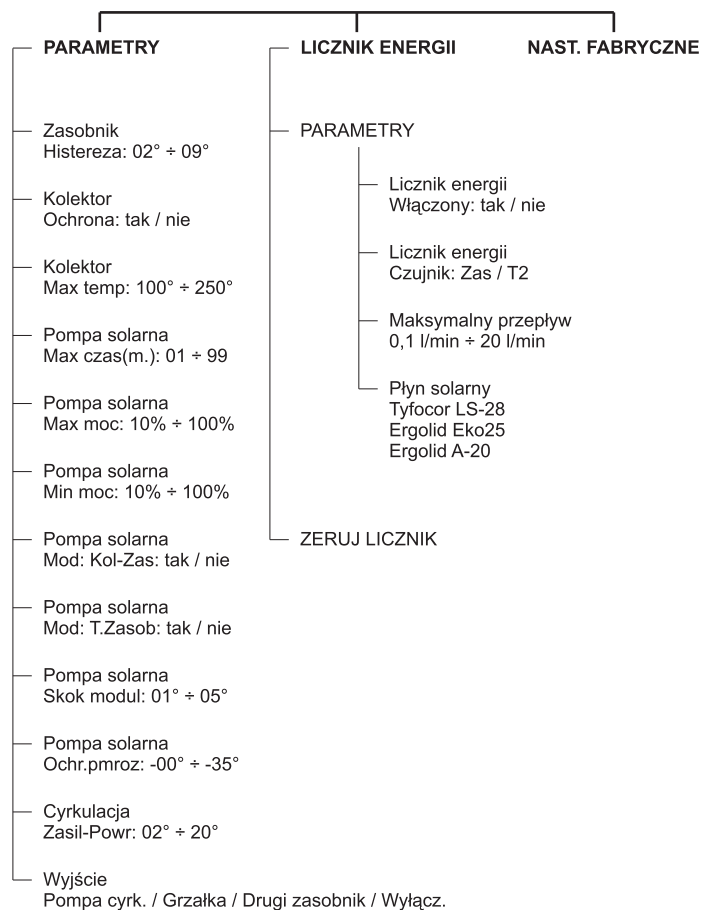 PARAMETRY
LICZNIK ENERGII
NAST. FABRYCZNE
Zasobnik
Histereza: 02° ÷ 09°
Kolektor
Ochrona: tak / nie
Kolektor
Max temp: 100° ÷ 250°
Pompa solarna
Max czas(m.): 01 ÷ 99
Pompa solarna
Max moc: 10% ÷ 100%
Pompa solarna
Min moc: 10% ÷ 100%
Pompa solarna
Mod: Kol-Zas: tak / nie
Pompa solarna
Mod: T.Zasob: tak / nie
Pompa solarna
Skok modul: 01° ÷ 05°
Pompa solarna
Ochr.pmroz: -00° ÷ -35°
Cyrkulacja
Zasil-Powr: 02° ÷ 20°
Wyjście
Pompa cyrk. / Grzałka / Drugi zasobnik / Wyłącz.
PARAMETRY
Licznik energii
Włączony: tak / nie
Licznik energii
Czujnik: Zas / T2
Maksymalny przepływ
0,1 l/min ÷ 20 l/min
Płyn solarny
Tyfocor LS-28
Ergolid Eko25
Ergolid A-20
ZERUJ LICZNIK